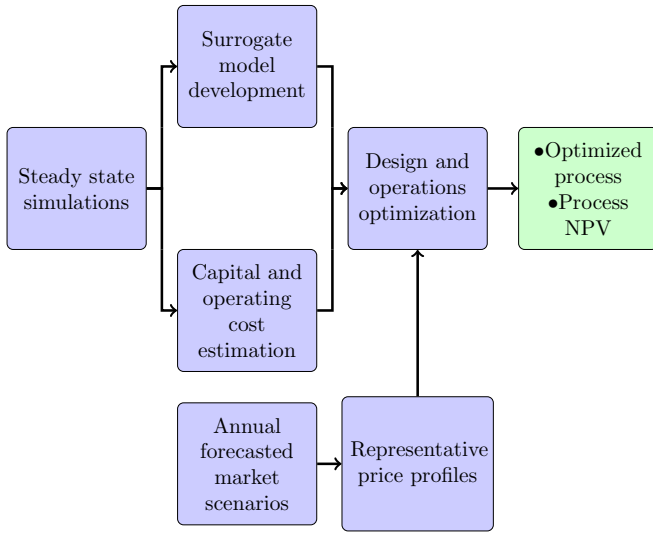 Surrogate
model
development
Steady state
simulations
Design and
operations
optimization
•Optimized
process
•Process
NPV
Capital and
operating
cost
estimation
Annual
forecasted
market
scenarios
Representative
price profiles